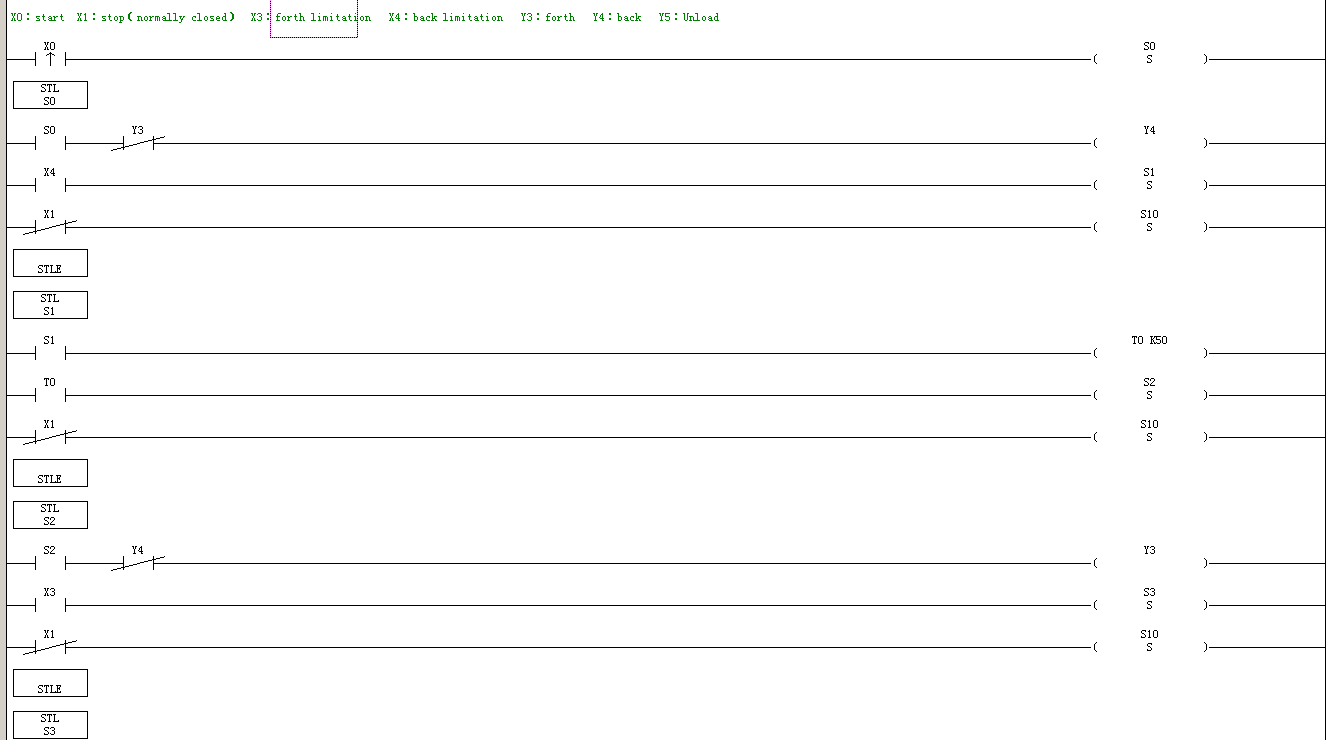 X0：start X1：stop(normally closed) X3：forth limitation X4：back limitation Y3：forth Y4：back Y5：Unload
X0 S0
( S )
STL
S0
S0 Y3 Y4
( )
X4 S1
( S )
X1 S10
( S )
STLE
STL
S1
S1 T0 K50
( )
T0 S2
( S )
X1 S10
( S )
STLE
STL
S2
S2 Y4 Y3
( )
X3 S3
( S )
X1 S10
( S )
STLE
STL
S3